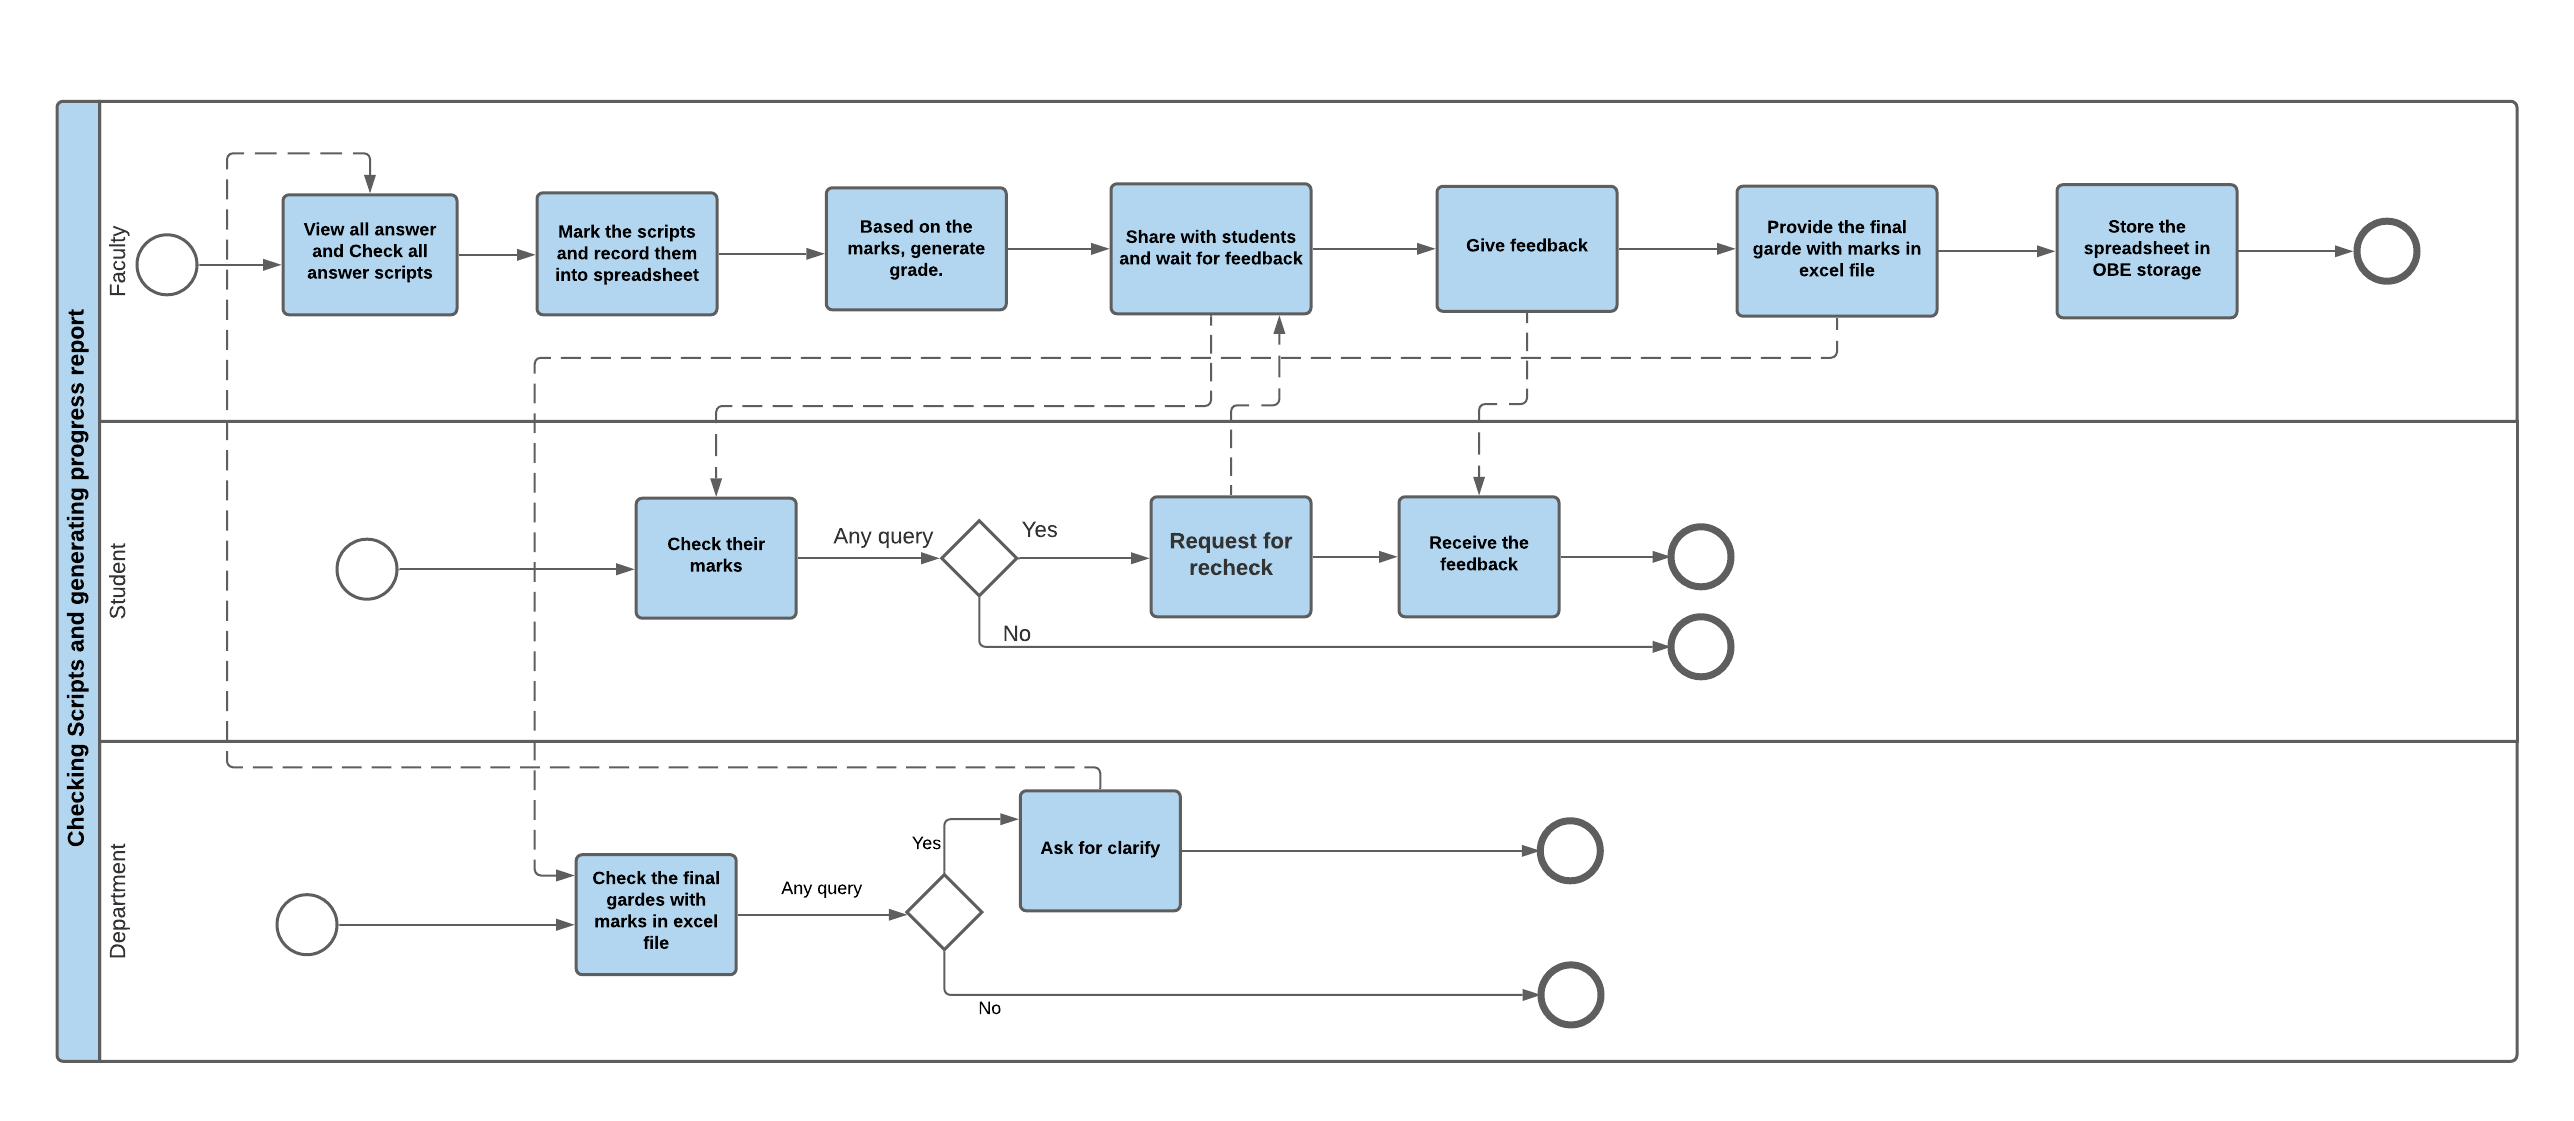 Checking Scripts and generating progress report
Faculty
View all answer
and Check all
answer scripts
Mark the scripts
and record them
into spreadsheet
Based on the
marks, generate
grade.
Share with students
and wait for feedback
Give feedback
Provide the final
garde with marks in
excel file
Store the
spreadsheet in
OBE storage
Student
Check their
marks
Any query
Yes
No
Request for
recheck
Receive the
feedback
Department
Check the final
gardes with
marks in excel
file
Any query
Yes
No
Ask for clarify